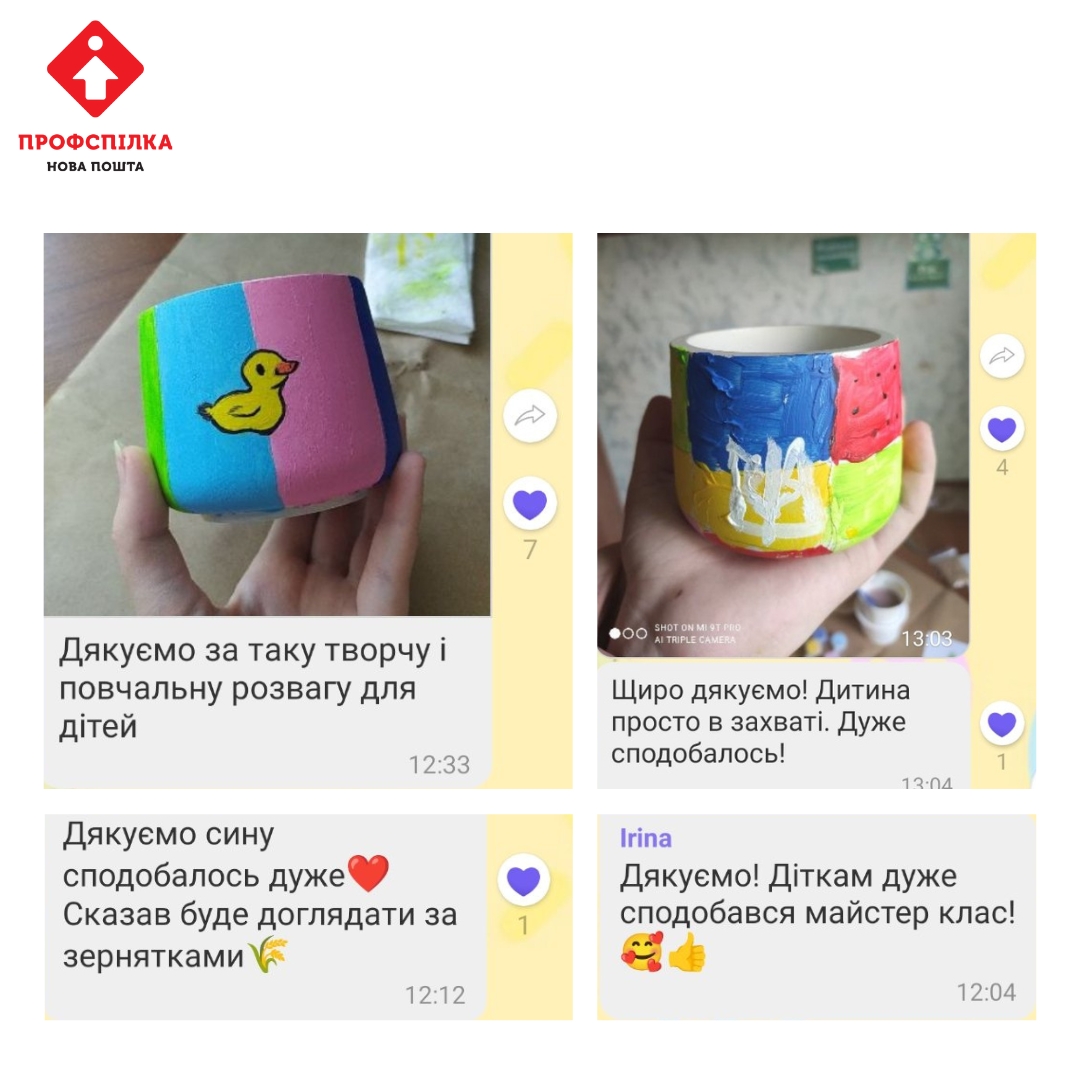 ПРОФСПІЛКА
НОВА ПОШТА
7
Дякуємо за таку творчу і
повчальну розвагу для
дітей
12:33
4
SHOT ON MI 9T PRO
AI TRIPLE CAMERA
13:03
Щиро дякуємо! Дитина
просто в захваті. Дуже
сподобалось!
13:04
1
Дякуємо сину
сподобалось дуже❤️
Сказав буде доглядати за
зернятками🌾
12:12
1
Irina
Дякуємо! Діткам дуже
сподобався майстер клас!
🥰👍
12:04